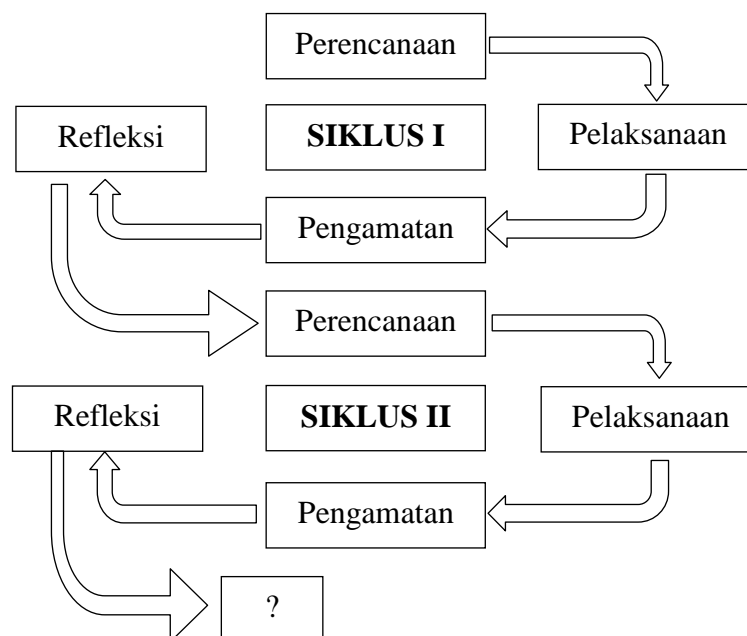 Perencanaan
Refleksi
SIKLUS I
Pelaksanaan
Pengamatan
Perencanaan
Refleksi
SIKLUS II
Pelaksanaan
Pengamatan
?